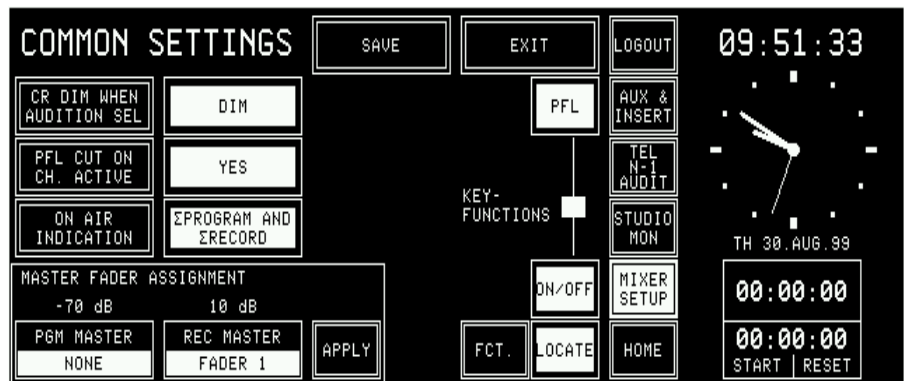 COMMON SETTINGS
SAVE
EXIT
LOGOUT
09:51:33
CR DIM WHEN
AUDITION SEL
DIM
PFL
AUX &
INSERT
PFL CUT ON
CH. ACTIVE
YES
TEL
N-1
AUDIT
KEY-
FUNCTIONS
ON AIR
INDICATION
ΣPROGRAM AND
ΣRECORD
STUDIO
MON
TH 30.AUG.99
MASTER FADER ASSIGNMENT
-70 dB
10 dB
ON/OFF
MIXER
SETUP
00:00:00
PGM MASTER
NONE
REC MASTER
FADER 1
APPLY
FCT.
LOCATE
HOME
00:00:00
START | RESET